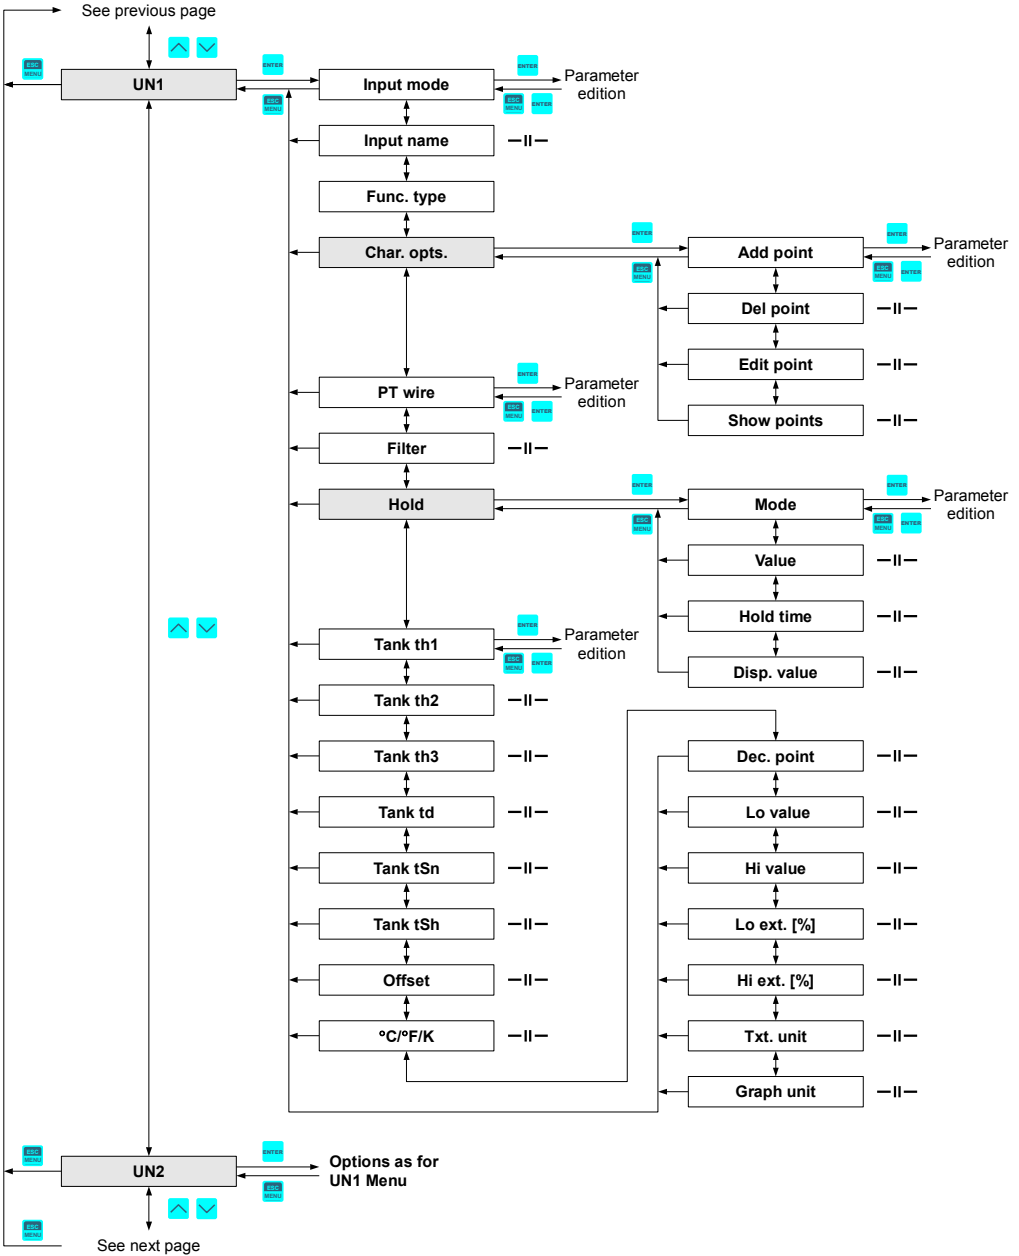 See previous page
ESC
MENU
UN1
ENTER
ESC
MENU
Input mode
ENTER
ESC
MENU
ENTER
Parameter
edition
Input name
—II—
Func. type
Char. opts.
ENTER
ESC
MENU
Add point
ENTER
ESC
MENU
ENTER
Parameter
edition
Del point
—II—
Edit point
—II—
PT wire
ENTER
ESC
MENU
ENTER
Parameter
edition
Show points
—II—
Filter
—II—
Hold
ENTER
ESC
MENU
Mode
ENTER
ESC
MENU
ENTER
Parameter
edition
Value
—II—
Hold time
—II—
Tank th1
ENTER
ESC
MENU
ENTER
Parameter
edition
Disp. value
—II—
Tank th2
—II—
Tank th3
—II—
Dec. point
—II—
Tank td
—II—
Lo value
—II—
Tank tSn
—II—
Hi value
—II—
Tank tSh
—II—
Lo ext. [%]
—II—
Offset
—II—
Hi ext. [%]
—II—
°C/°F/K
—II—
Txt. unit
—II—
Graph unit
—II—
ESC
MENU
UN2
ENTER
ESC
MENU
Options as for
UN1 Menu
ESC
MENU
See next page